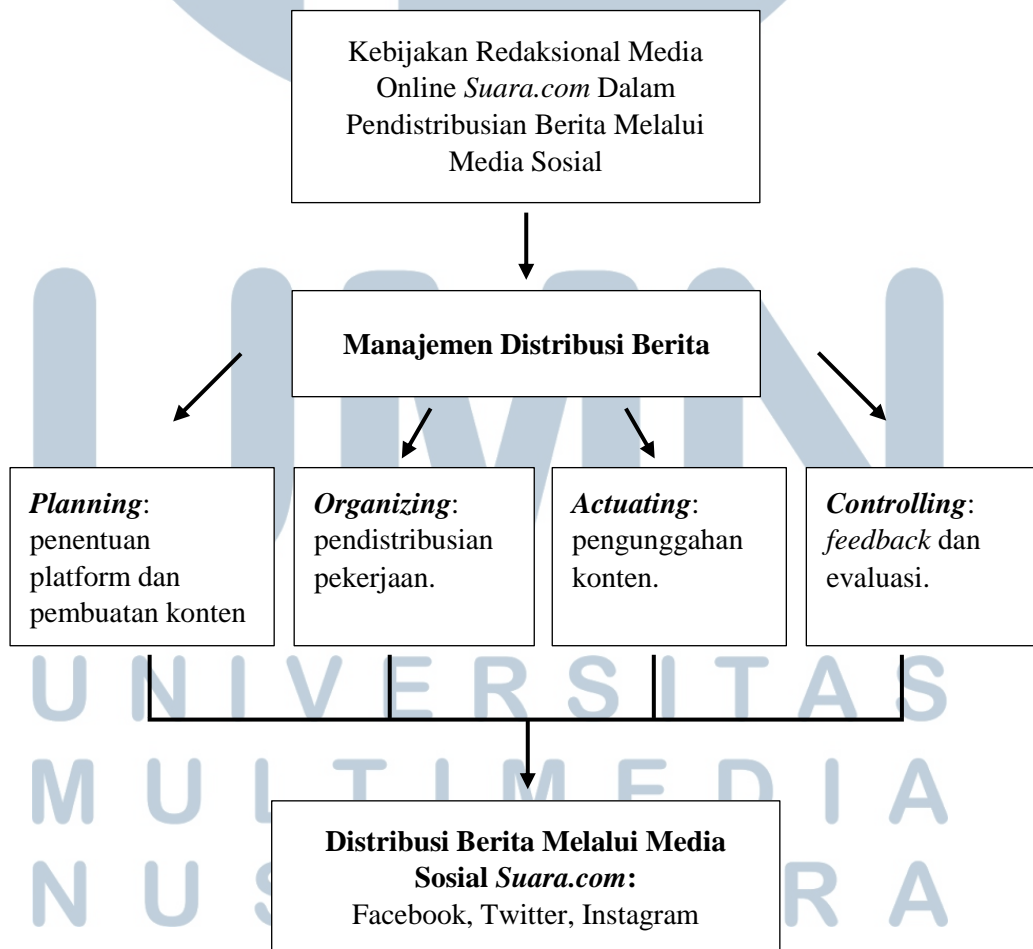 Kebijakan Redaksional Media
Online Suara.com Dalam
Pendistribusian Berita Melalui
Media Sosial
UMN
Manajemen Distribusi Berita
Planning:
penentuan
platform dan
pembuatan konten
Organizing:
pendistribusian
pekerjaan.
Actuating:
pengunggahan
konten.
Controlling:
feedback dan
evaluasi.
UNIVERSITAS
MULTIMEDIA
Distribusi Berita Melalui Media
Sosial Suara.com:
Facebook, Twitter, Instagram